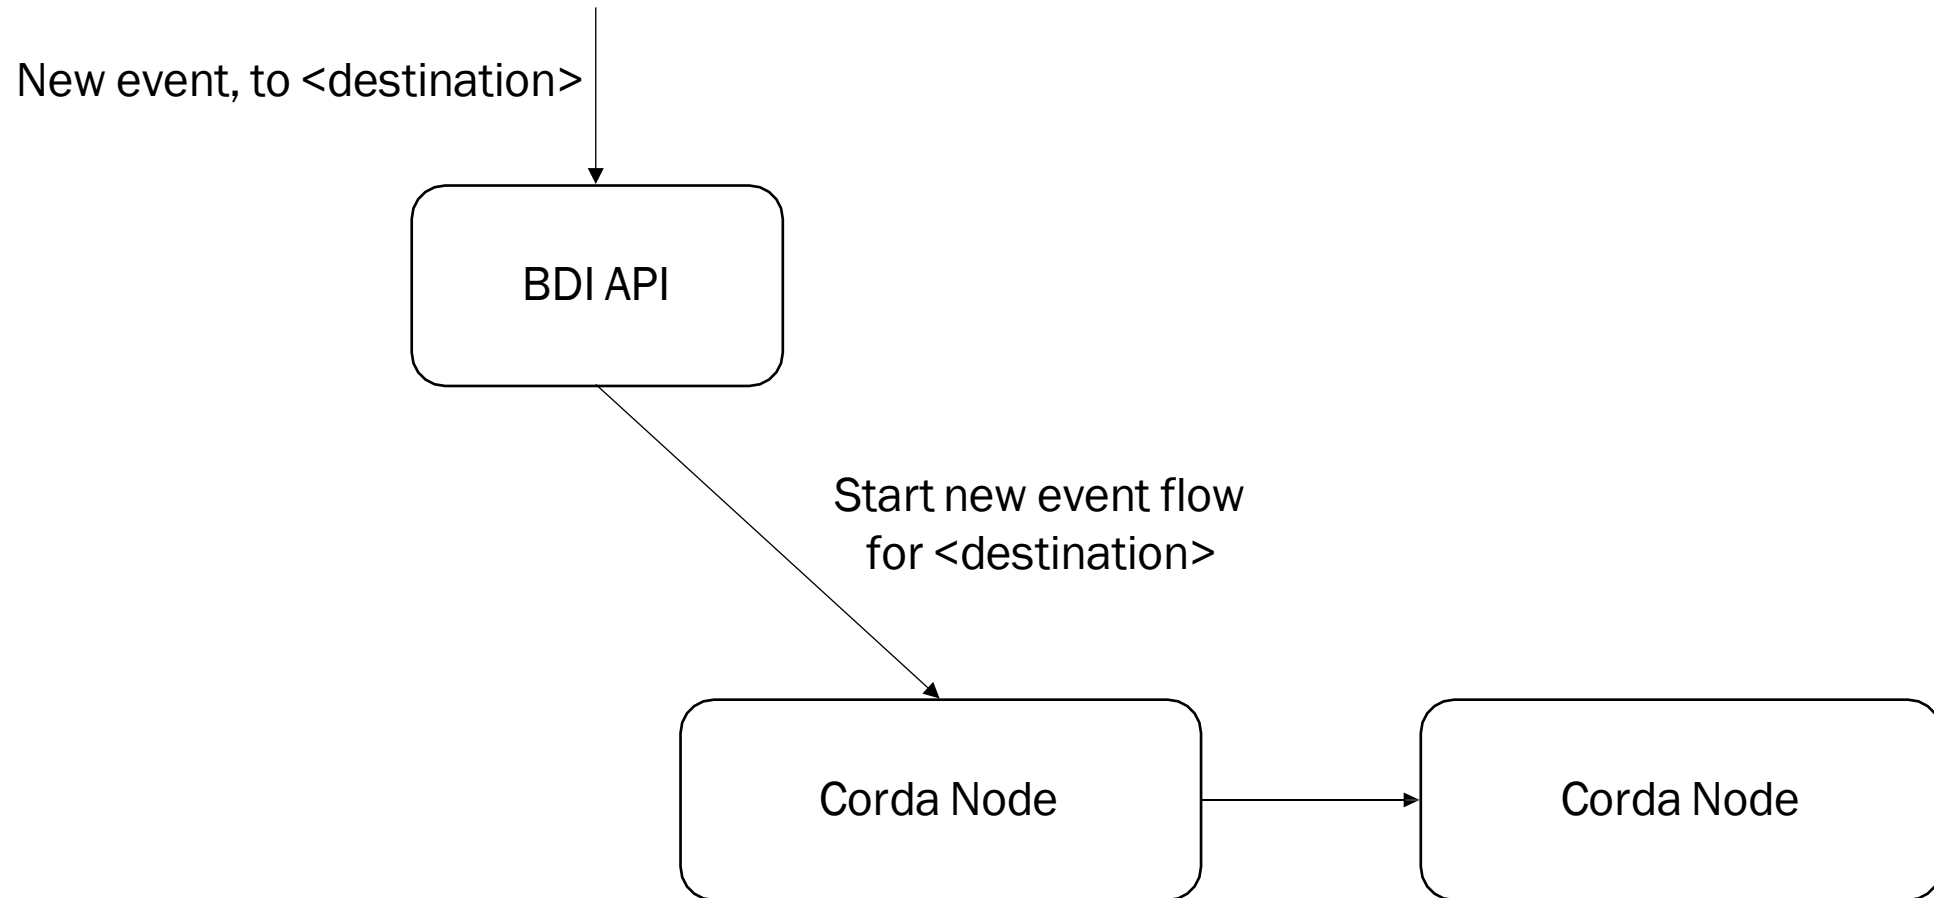 New event, to <destination>
BDI API
Start new event flow
for <destination>
Corda Node
Corda Node